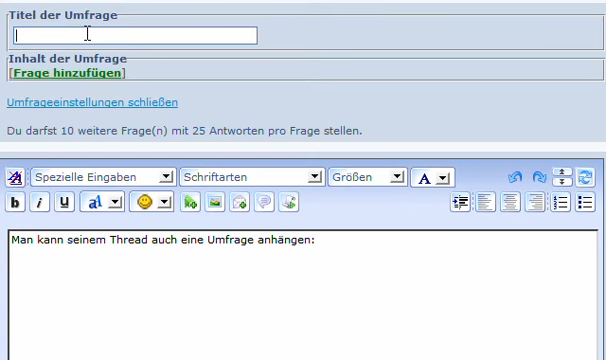 Titel der Umfrage
Inhalt der Umfrage
[Frage hinzufügen]
Umfrageeinstellungen schließen
Du darfst 10 weitere Frage(n) mit 25 Antworten pro Frage stellen.
Spezielle Eingaben Schriftarten Größen A
b i u a1
Man kann seinem Thread auch eine Umfrage anhängen: